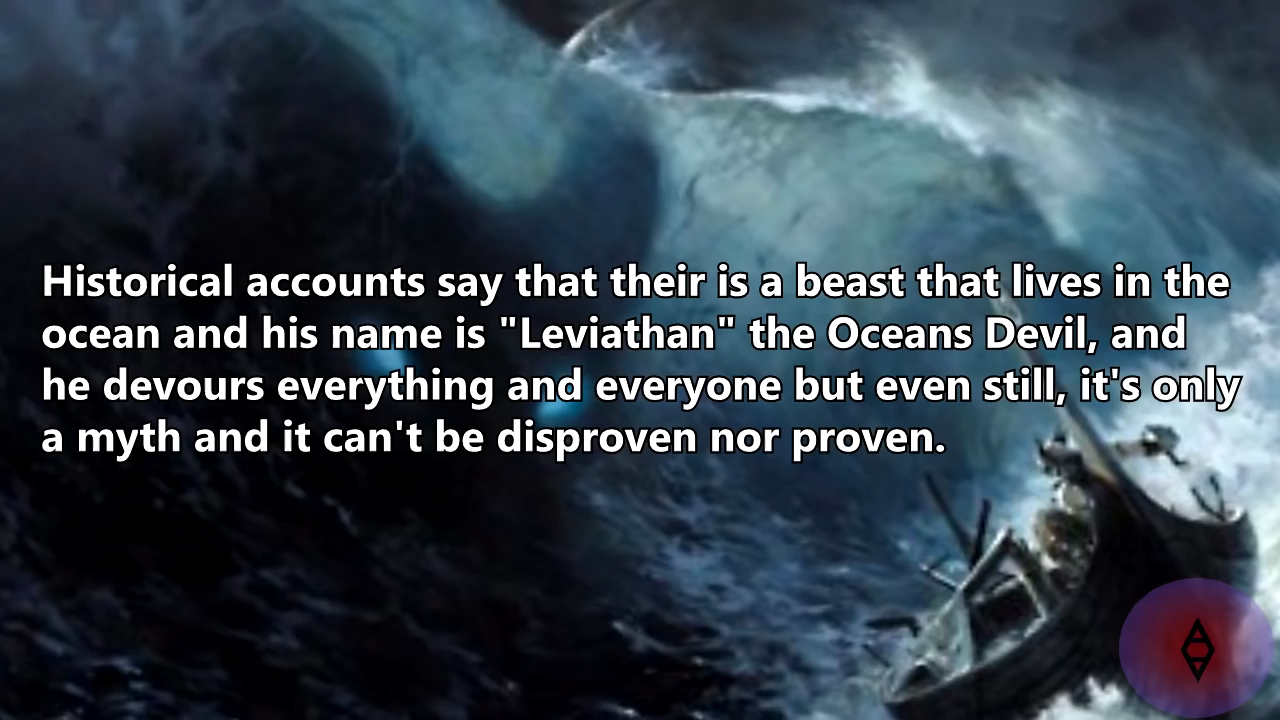 Historical accounts say that their is a beast that lives in the
ocean and his name is "Leviathan" the Oceans Devil, and
he devours everything and everyone but even still, it's only
a myth and it can't be disproven nor proven.